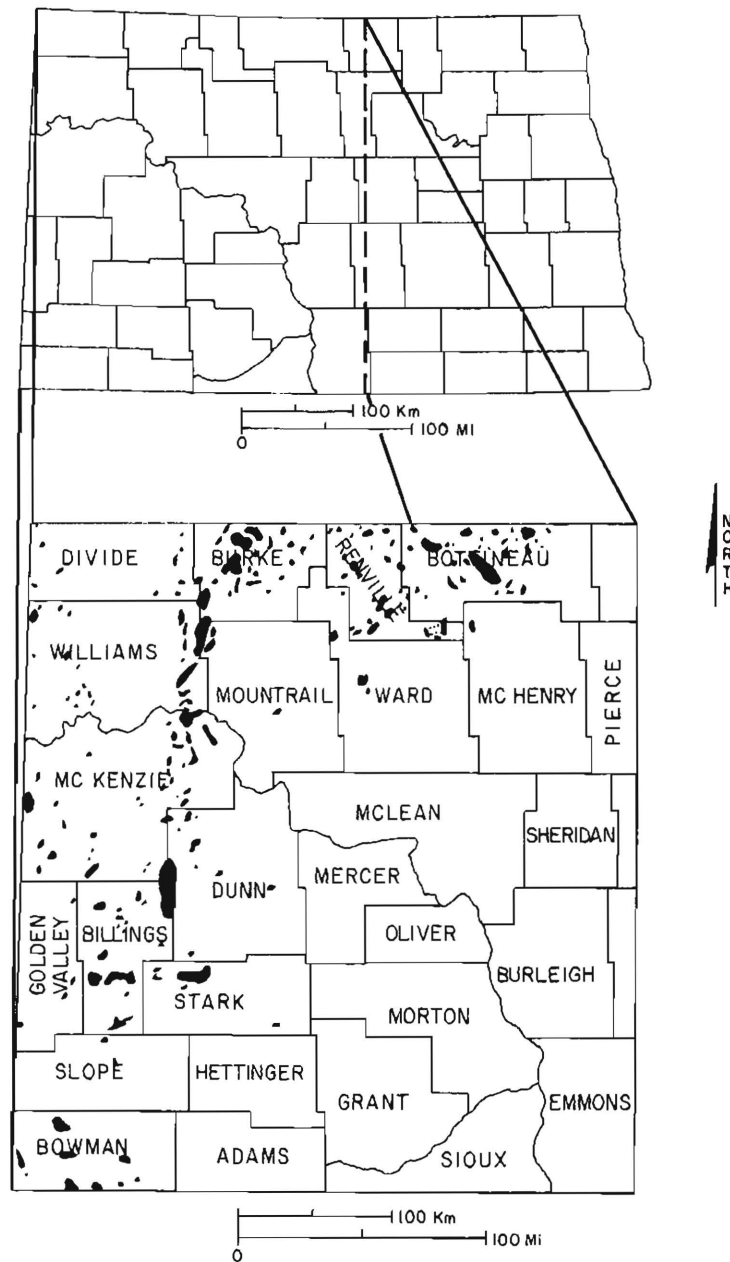 100 Km
100 MI
0
NORTH
DIVIDE
BURKE
RENVILLE
BOTTINEAU
WILLIAMS
MOUNTRAIL
WARD
MC HENRY
PIERCE
MC KENZIE
MCLEAN
SHERIDAN
DUNN
MERCER
OLIVER
GOLDEN
VALLEY
BILLINGS
STARK
BURLEIGH
MORTON
SLOPE
HETTINGER
GRANT
EMMONS
BOWMAN
ADAMS
SIOUX
100 Km
100 Mi
0